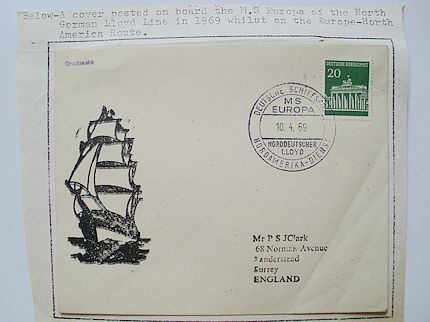 Below-A cover posted on board the M.S Europa of the North
German Lloyd Line in 1969 whilst on the Europe-North
America Route.
Drucksache
DEUTSCHE BUNDESPOST
20
DEUTSCHE SCHIFFSPOST
MS
EUROPA
10.4.69
NORDDEUTSCHER
LLOYD
NORDAMERIKA-DIENST
Mr P S JClark
68 Norman Avenue
Sanderstead
Surrey
ENGLAND